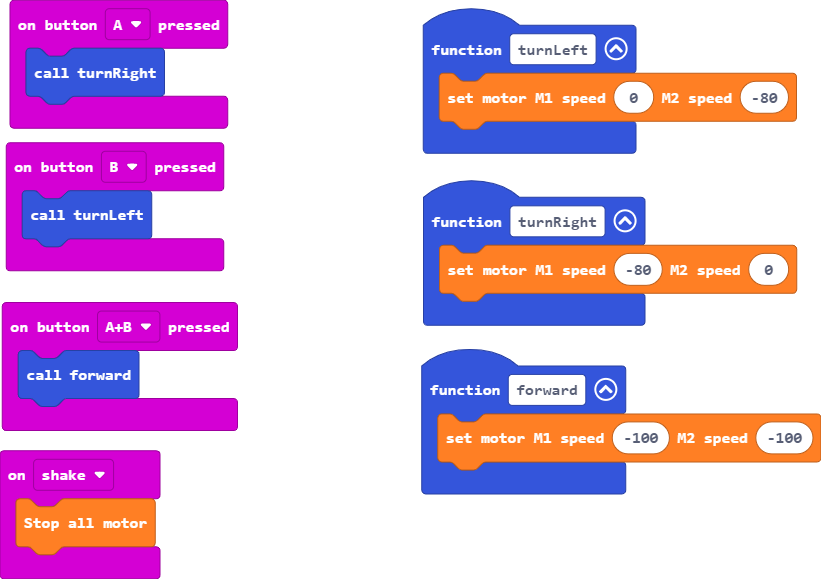 on button A pressed
call turnRight
on button B pressed
call turnLeft
on button A+B pressed
call forward
on shake
Stop all motor
function turnLeft
set motor M1 speed 0 M2 speed -80
function turnRight
set motor M1 speed -80 M2 speed 0
function forward
set motor M1 speed -100 M2 speed -100